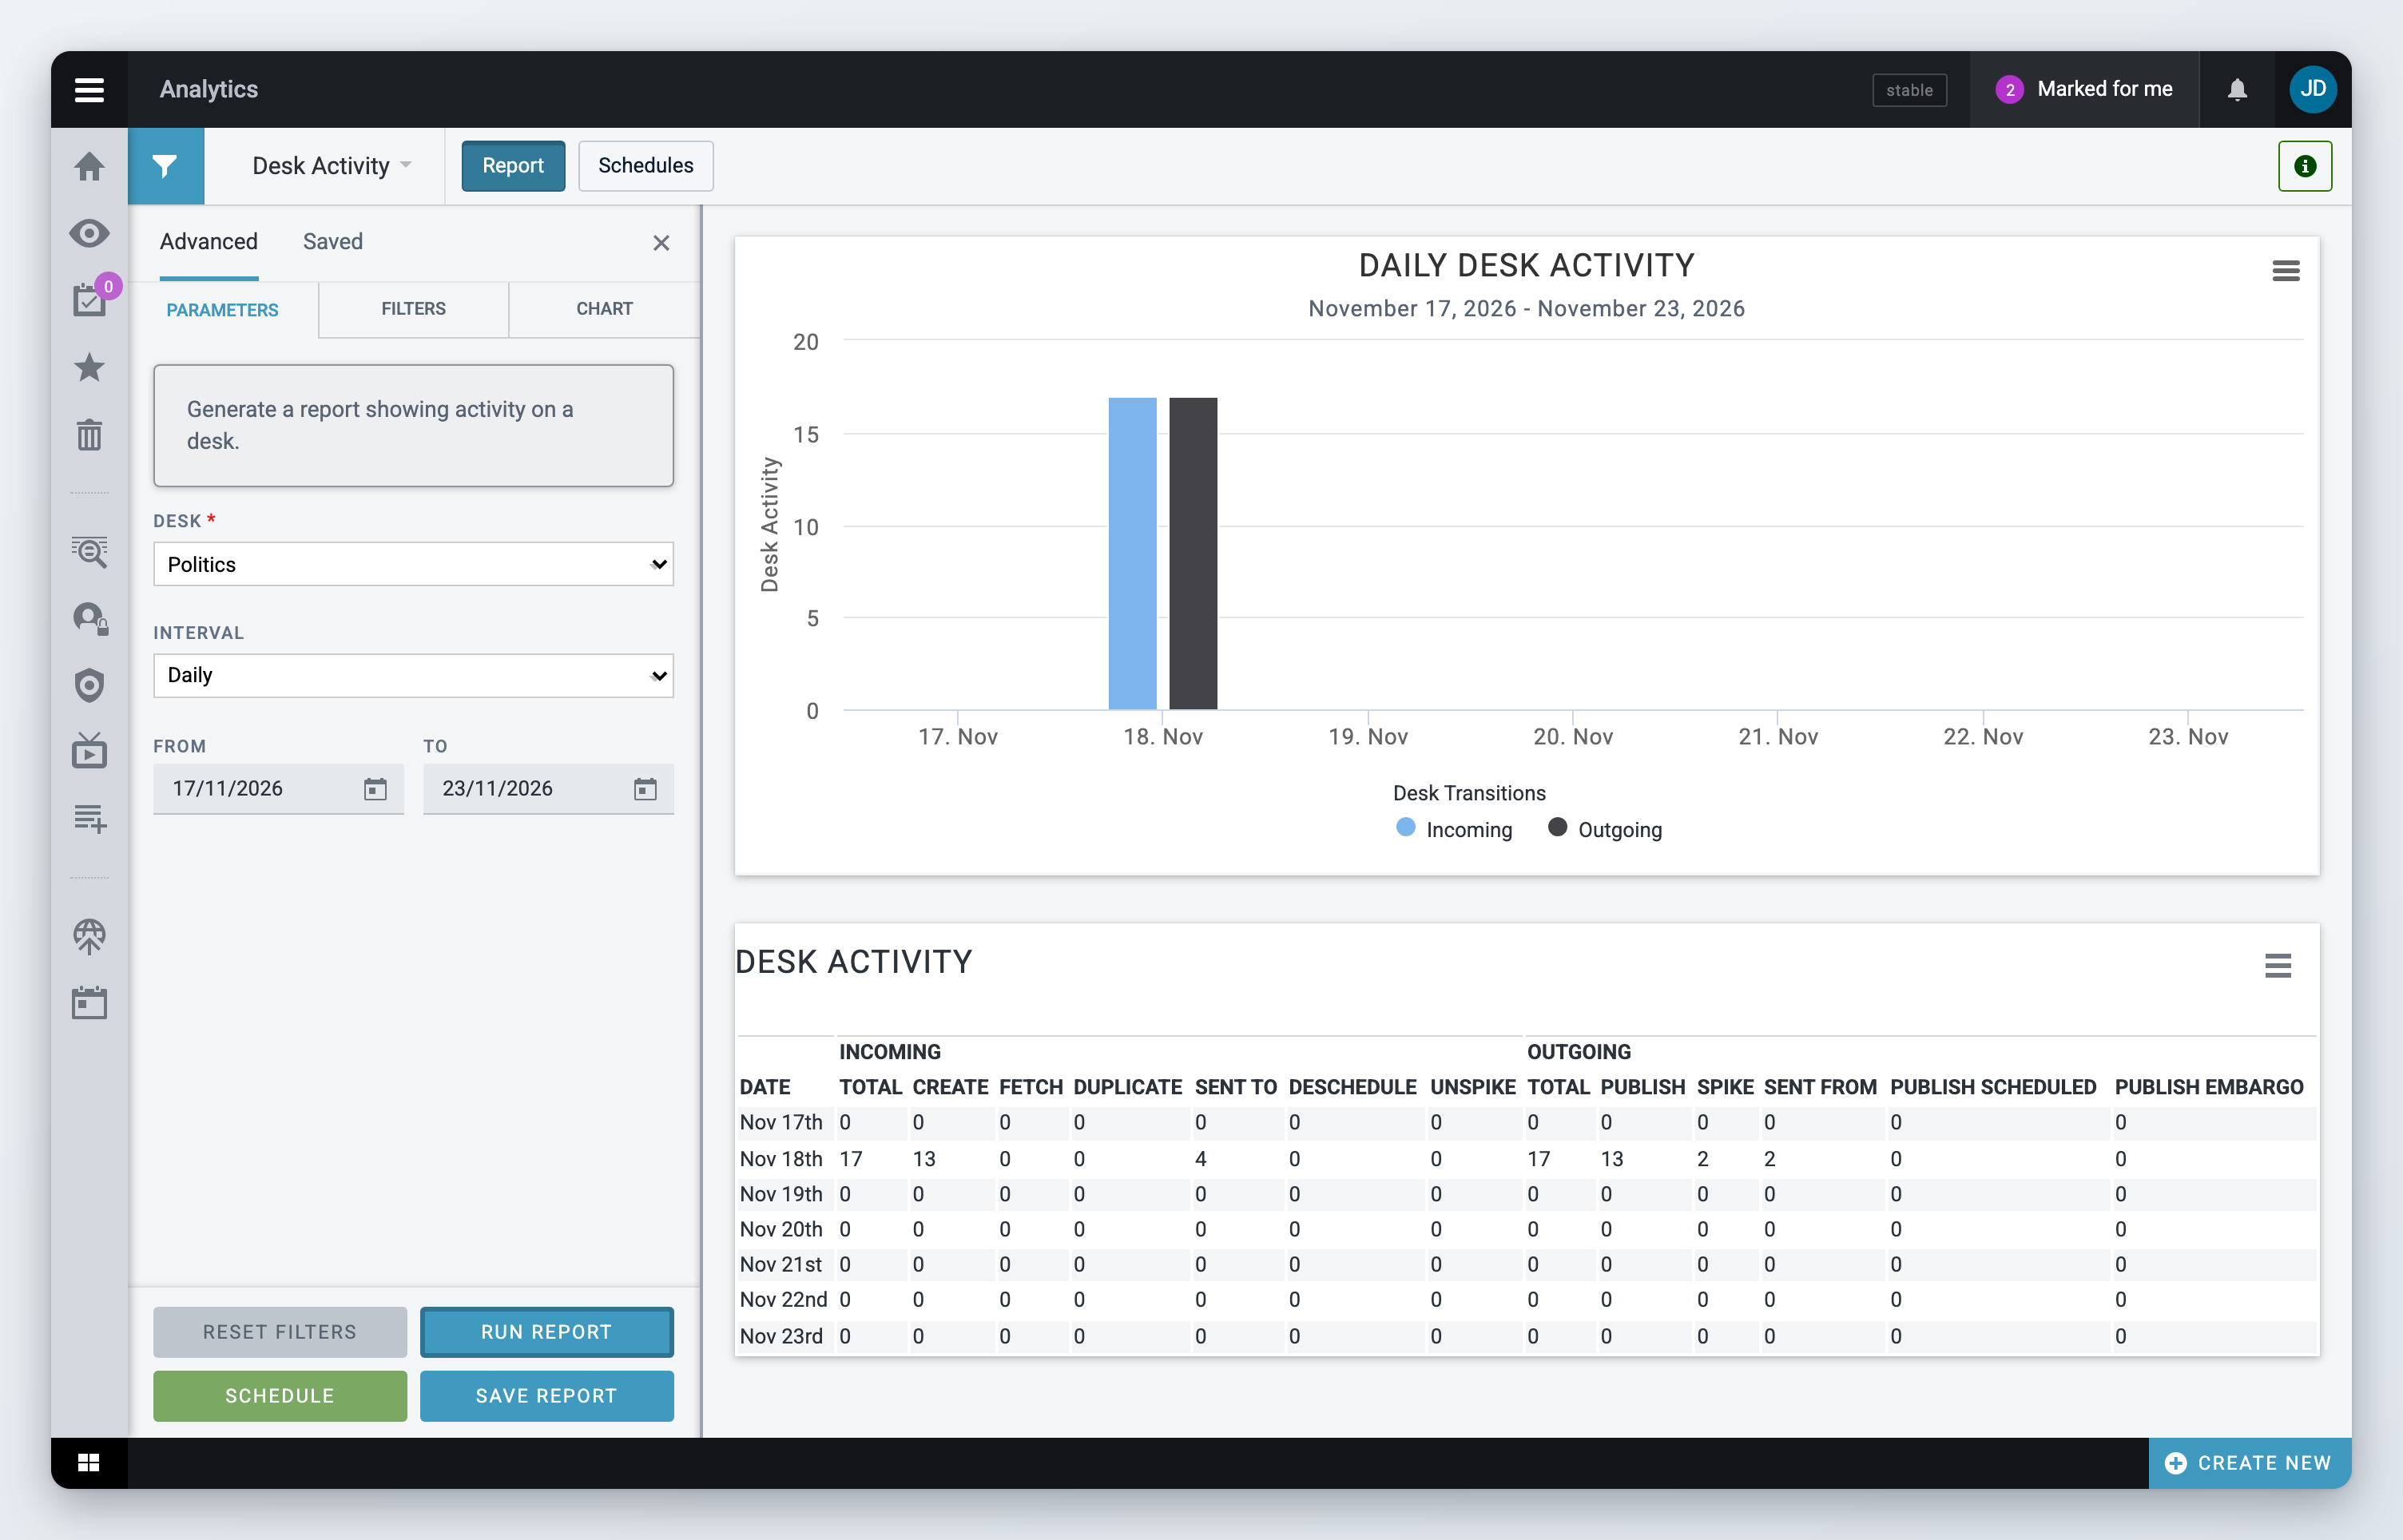 Analytics
stable
2 Marked for me
JD
Desk Activity
Report
Schedules
Advanced
Saved
0
PARAMETERS
FILTERS
CHART
Generate a report showing activity on a
desk.
DESK *
Politics
INTERVAL
Daily
FROM
TO
17/11/2026
23/11/2026
RESET FILTERS
RUN REPORT
SCHEDULE
SAVE REPORT
DAILY DESK ACTIVITY
November 17, 2026 - November 23, 2026
Desk Activity
20
15
10
5
0
17. Nov 18. Nov 19. Nov 20. Nov 21. Nov 22. Nov 23. Nov
Desk Transitions
Incoming Outgoing
DESK ACTIVITY
INCOMING OUTGOING
DATE TOTAL CREATE FETCH DUPLICATE SENT TO DESCHEDULE UNSPIKE TOTAL PUBLISH SPIKE SENT FROM PUBLISH SCHEDULED PUBLISH EMBARGO
Nov 17th 0 0 0 0 0 0 0 0 0 0 0 0 0
Nov 18th 17 13 0 0 4 0 0 17 13 2 2 0 0
Nov 19th 0 0 0 0 0 0 0 0 0 0 0 0 0
Nov 20th 0 0 0 0 0 0 0 0 0 0 0 0 0
Nov 21st 0 0 0 0 0 0 0 0 0 0 0 0 0
Nov 22nd 0 0 0 0 0 0 0 0 0 0 0 0 0
Nov 23rd 0 0 0 0 0 0 0 0 0 0 0 0 0
CREATE NEW